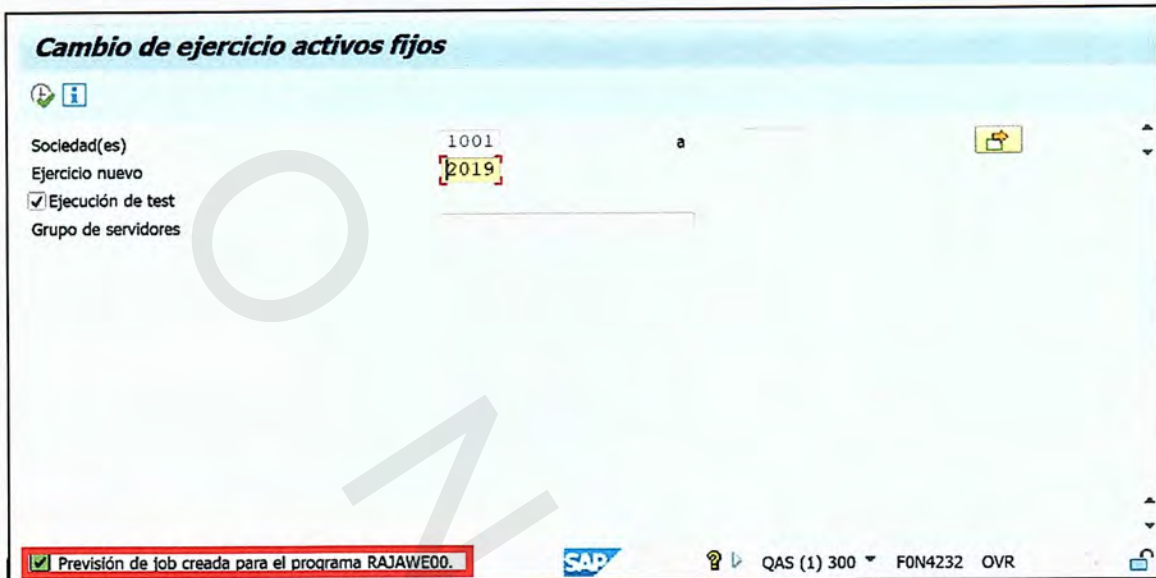 Cambio de ejercicio activos fijos
Sociedad(es) 1001 a
Ejercicio nuevo 2019
Ejecución de test
Grupo de servidores
Previsión de job creada para el programa RAJAWE00. SAP QAS (1) 300 F0N4232 OVR
O
N